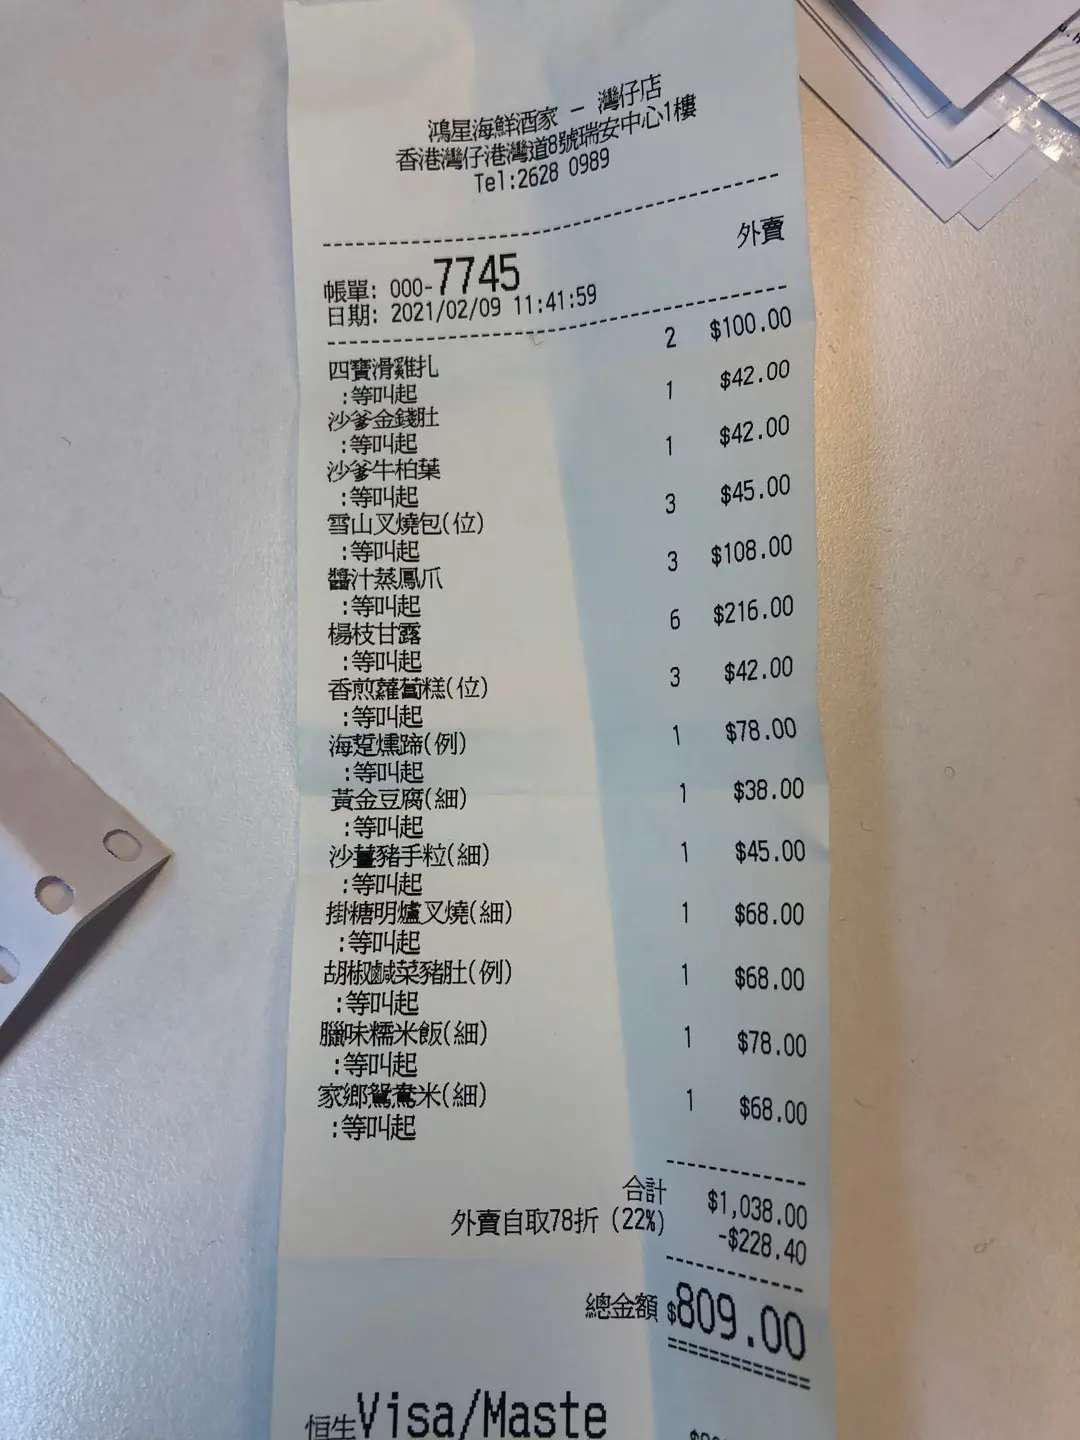 鴻星海鮮酒家 - 灣仔店
香港灣仔港灣道8號瑞安中心1樓
Tel:2628 0989
外賣
帳單: 000-7745
日期: 2021/02/09 11:41:59
四寶滑雞扎 2 $100.00
:等叫起
沙爹金錢肚 1 $42.00
:等叫起
沙爹牛柏葉 1 $42.00
:等叫起
雪山叉燒包(位) 3 $45.00
:等叫起
醬汁蒸鳳爪 3 $108.00
:等叫起
楊枝甘露 6 $216.00
:等叫起
香煎蘿蔔糕(位) 3 $42.00
:等叫起
海蜇燻蹄(例) 1 $78.00
:等叫起
黃金豆腐(細) 1 $38.00
:等叫起
沙薑豬手粒(細) 1 $45.00
:等叫起
掛糖明爐叉燒(細) 1 $68.00
:等叫起
胡椒鹹菜豬肚(例) 1 $68.00
:等叫起
臘味糯米飯(細) 1 $78.00
:等叫起
家鄉鴛鴦米(細) 1 $68.00
:等叫起
合計 $1,038.00
外賣自取78折 (22%) -$228.40
總金額 $809.00
恒生Visa/Maste